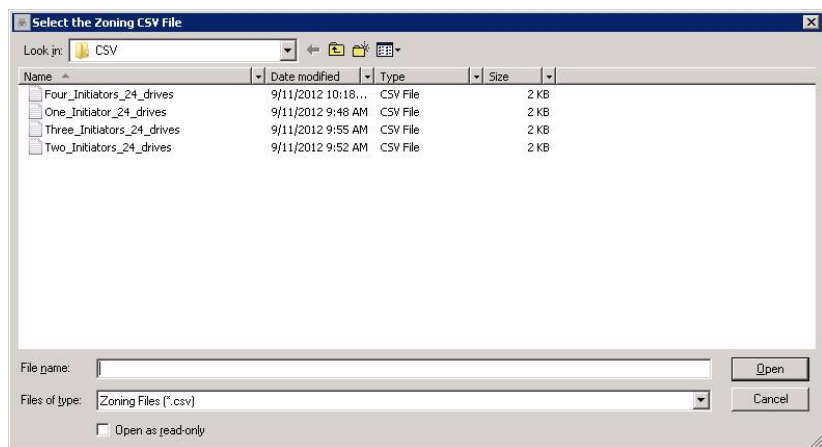 Select the Zoning CSV File
Look in: CSV
Name Date modified Type Size
Four_Initiators_24_drives 9/11/2012 10:18... CSV File 2 KB
One_Initiator_24_drives 9/11/2012 9:48 AM CSV File 2 KB
Three_Initiators_24_drives 9/11/2012 9:55 AM CSV File 2 KB
Two_Initiators_24_drives 9/11/2012 9:52 AM CSV File 2 KB
File name: Open
Files of type: Zoning Files (*.csv) Cancel
Open as read-only